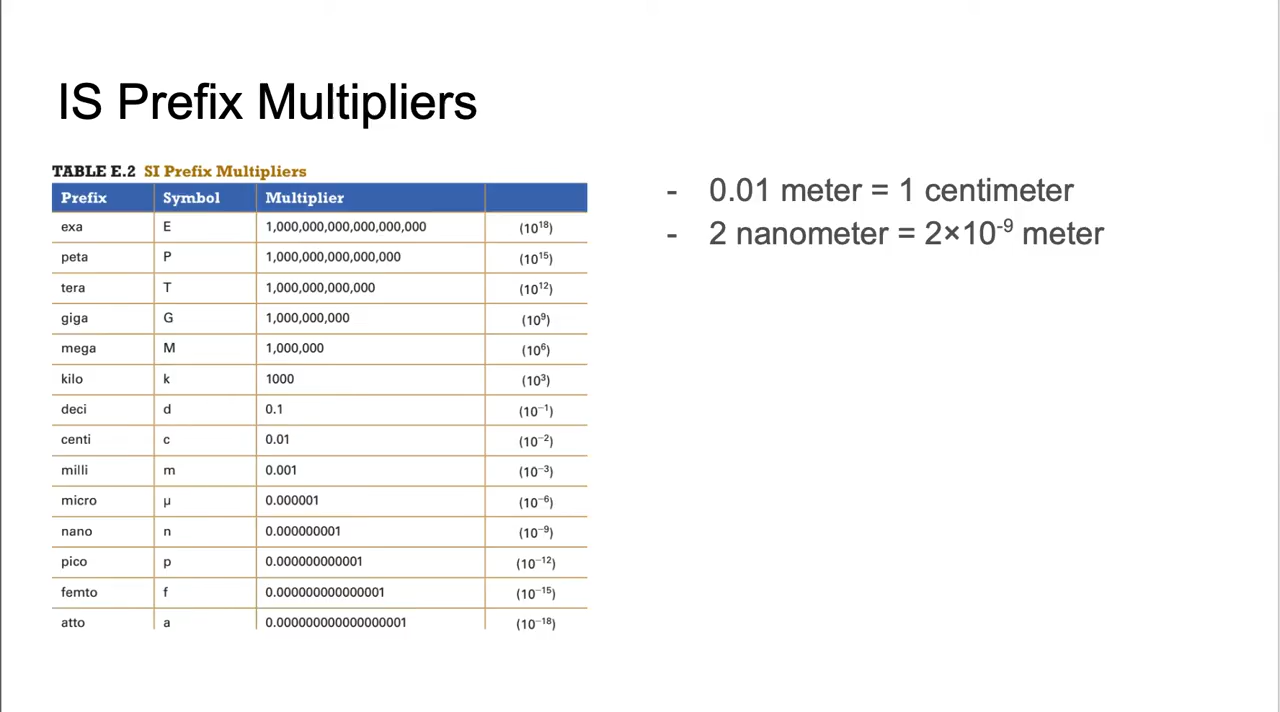 IS Prefix Multipliers
TABLE E.2 SI Prefix Multipliers
Prefix Symbol Multiplier
exa E 1,000,000,000,000,000,000 (10¹⁸)
peta P 1,000,000,000,000,000 (10¹⁵)
tera T 1,000,000,000,000 (10¹²)
giga G 1,000,000,000 (10⁹)
mega M 1,000,000 (10⁶)
kilo k 1000 (10³)
deci d 0.1 (10⁻¹)
centi c 0.01 (10⁻²)
milli m 0.001 (10⁻³)
micro μ 0.000001 (10⁻⁶)
nano n 0.000000001 (10⁻⁹)
pico p 0.000000000001 (10⁻¹²)
femto f 0.000000000000001 (10⁻¹⁵)
atto a 0.000000000000000001 (10⁻¹⁸)
- 0.01 meter = 1 centimeter
- 2 nanometer = 2×10⁻⁹ meter